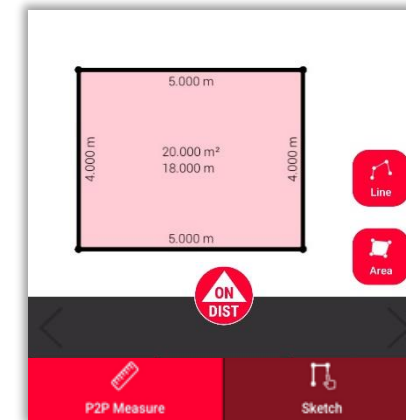 5.000 m
4.000 m
20.000 m²
18.000 m
4.000 m
5.000 m
Line
Area
ON
DIST
P2P Measure
Sketch